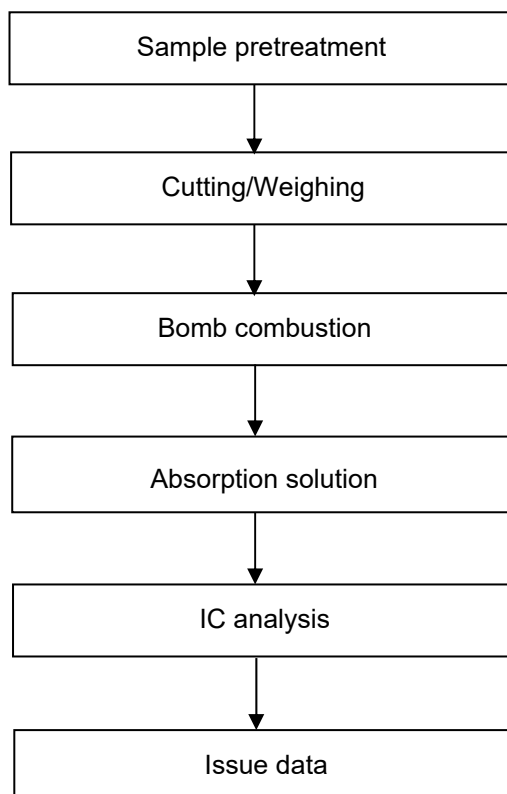 Sample pretreatment
Cutting/Weighing
Bomb combustion
Absorption solution
IC analysis
Issue data